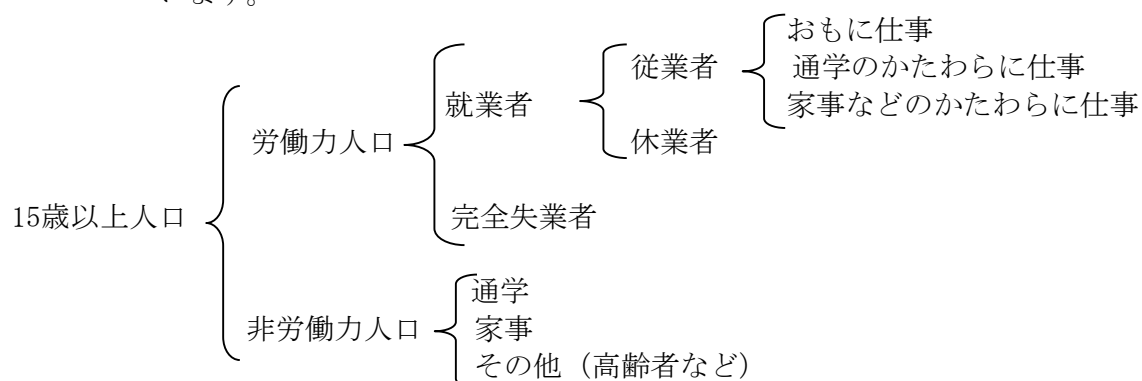 います。
おもに仕事
従業者
通学のかたわらに仕事
就業者
家事などのかたわらに仕事
労働力人口
休業者
15歳以上人口
完全失業者
通学
非労働力人口
家事
その他（高齢者など）